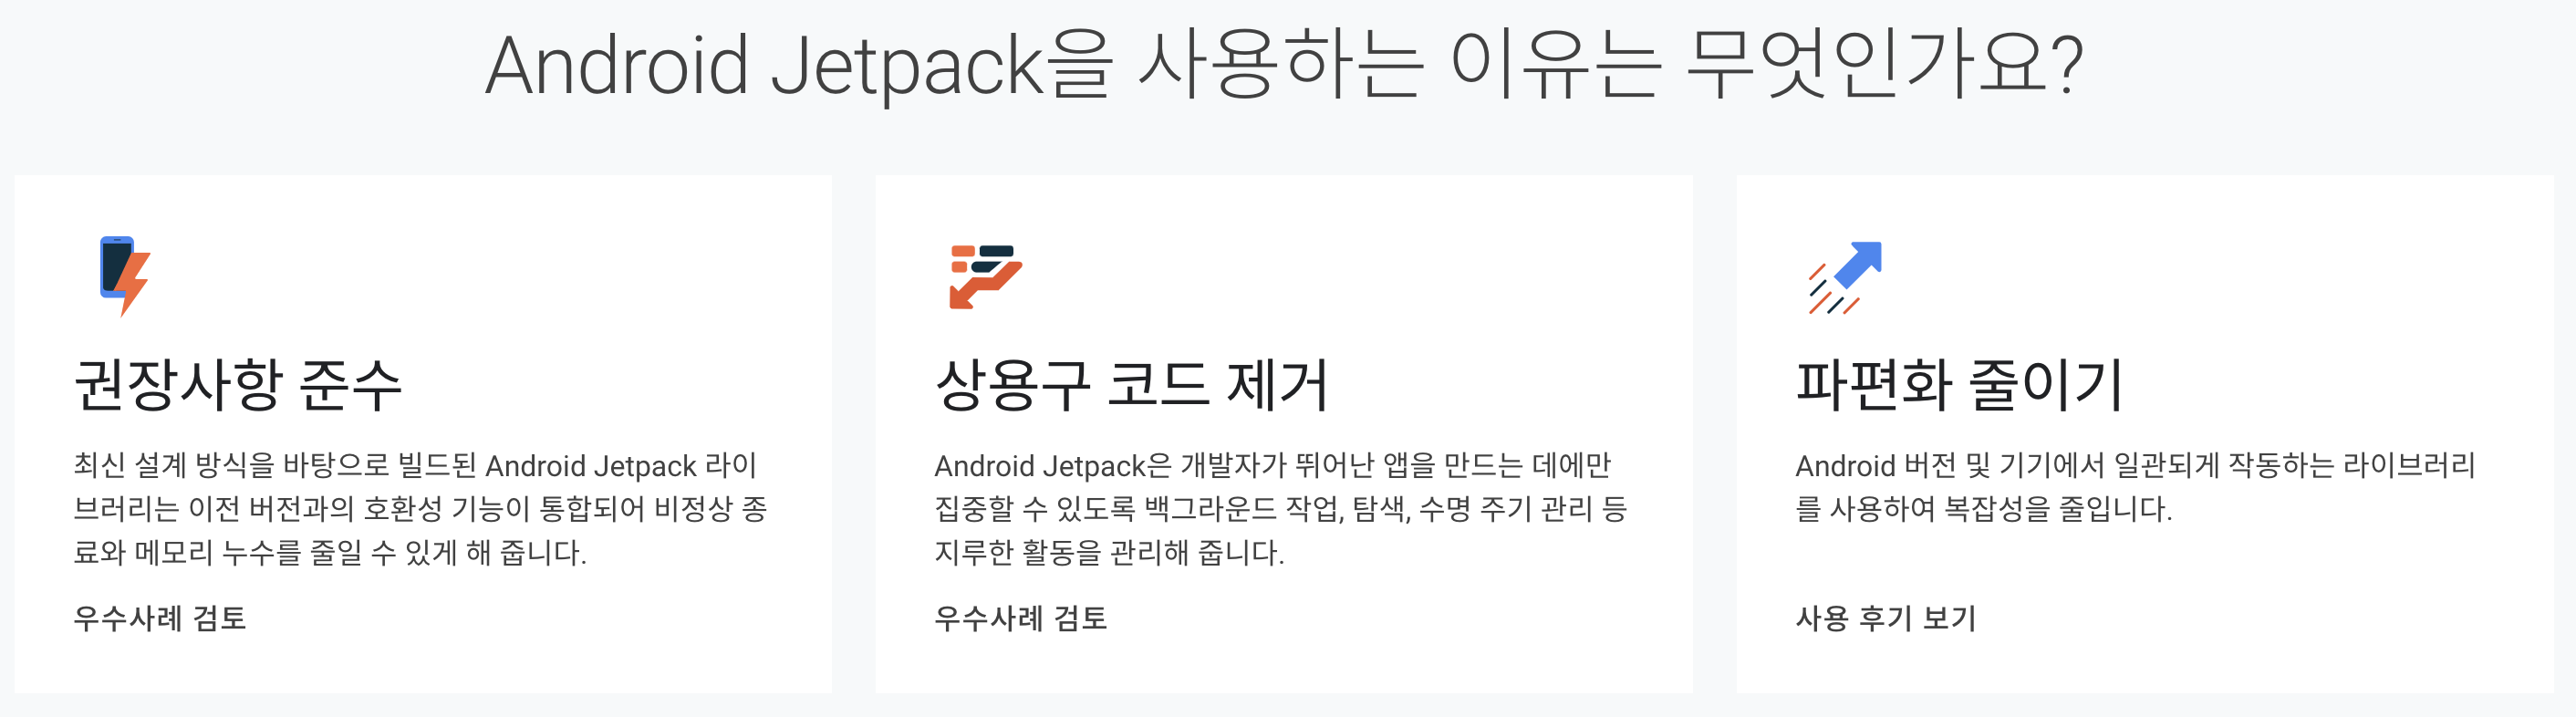 Android Jetpack을 사용하는 이유는 무엇인가요?
권장사항 준수
최신 설계 방식을 바탕으로 빌드된 Android Jetpack 라이
브러리는 이전 버전과의 호환성 기능이 통합되어 비정상 종
료와 메모리 누수를 줄일 수 있게 해 줍니다.
우수사례 검토
상용구 코드 제거
Android Jetpack은 개발자가 뛰어난 앱을 만드는 데에만
집중할 수 있도록 백그라운드 작업, 탐색, 수명 주기 관리 등
지루한 활동을 관리해 줍니다.
우수사례 검토
파편화 줄이기
Android 버전 및 기기에서 일관되게 작동하는 라이브러리
를 사용하여 복잡성을 줄입니다.
사용 후기 보기